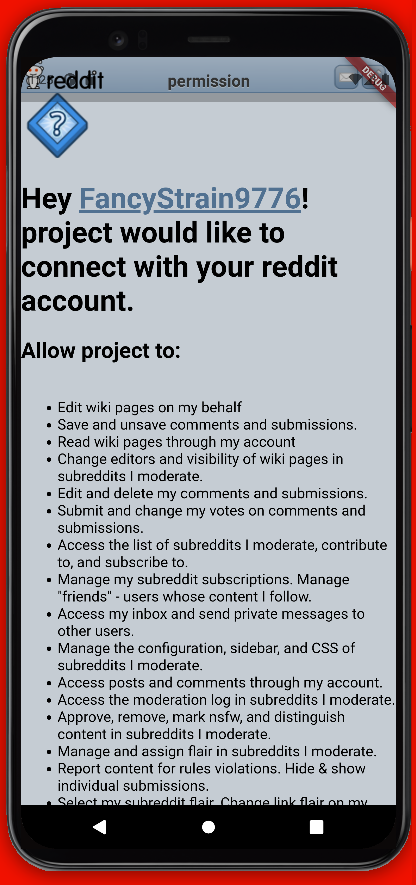 reddit
permission
DEBUG
Hey FancyStrain9776!
project would like to
connect with your reddit
account.
Allow project to:
• Edit wiki pages on my behalf
• Save and unsave comments and submissions.
• Read wiki pages through my account
• Change editors and visibility of wiki pages in
subreddits I moderate.
• Edit and delete my comments and submissions.
• Submit and change my votes on comments and
submissions.
• Access the list of subreddits I moderate, contribute
to, and subscribe to.
• Manage my subreddit subscriptions. Manage
"friends" - users whose content I follow.
• Access my inbox and send private messages to
other users.
• Manage the configuration, sidebar, and CSS of
subreddits I moderate.
• Access posts and comments through my account.
• Access the moderation log in subreddits I moderate.
• Approve, remove, mark nsfw, and distinguish
content in subreddits I moderate.
• Manage and assign flair in subreddits I moderate.
• Report content for rules violations. Hide & show
individual submissions.
• Select my subreddit flair. Change link flair on my